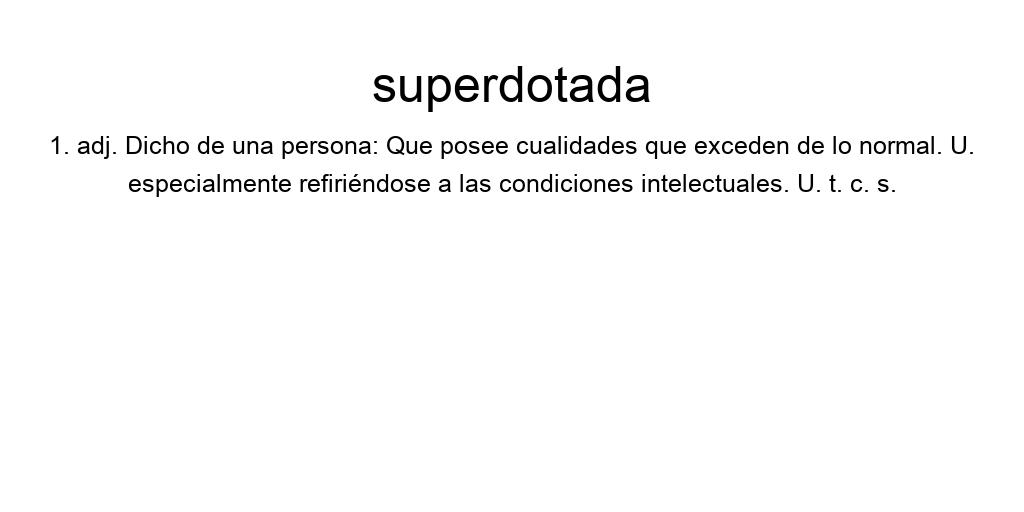 superdotada
1. adj. Dicho de una persona: Que posee cualidades que exceden de lo normal. U.
especialmente refiriéndose a las condiciones intelectuales. U. t. c. s.